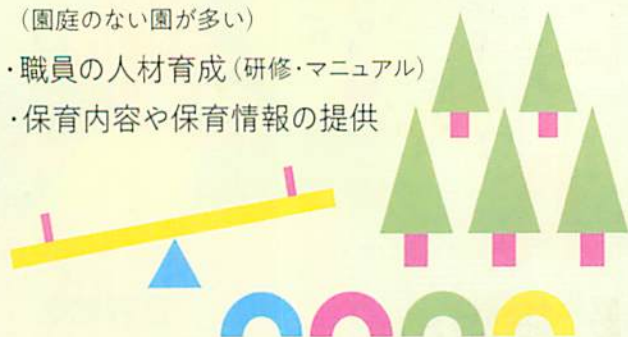 (園庭のない園が多い)
・職員の人材育成(研修・マニュアル)
・保育内容や保育情報の提供